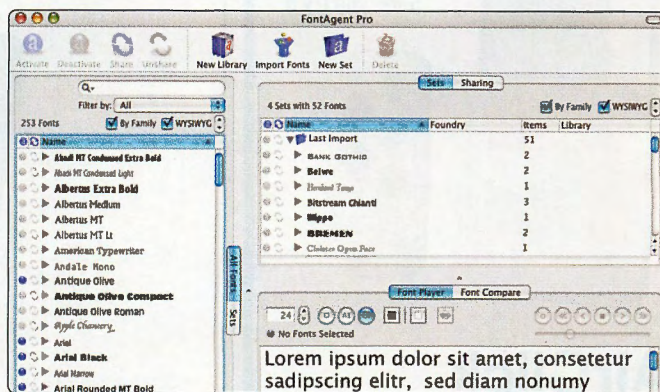 FontAgent Pro
Activate Deactivate Share Unshare New Library Import Fonts New Set Delete
Filter by: All
253 Fonts By Family WYSIWYG
Name
Abadi MT Condensed Extra Bold
Abadi MT Condensed Light
Albertus Extra Bold
Albertus Medium
Albertus MT
Albertus MT Lt
American Typewriter
Andale Mono
Antique Olive
Antique Olive Compact
Antique Olive Roman
Apple Chancery
Arial
Arial Black
Arial Narrow
Arial Rounded MT Bold
All Fonts Sets
Sets Sharing
4 Sets with 52 Fonts By Family WYSIWYG
Name Foundry Items Library
Last Import 51
BANK GOTHIC 2
Belwe 2
1
Bitstream Chianti 3
Blippo 1
BREMEN 2
Cloister Open Face 1
Font Player Font Compare
24
No Fonts Selected
Lorem ipsum dolor sit amet, consetetur
sadipscing elitr, sed diam nonumy